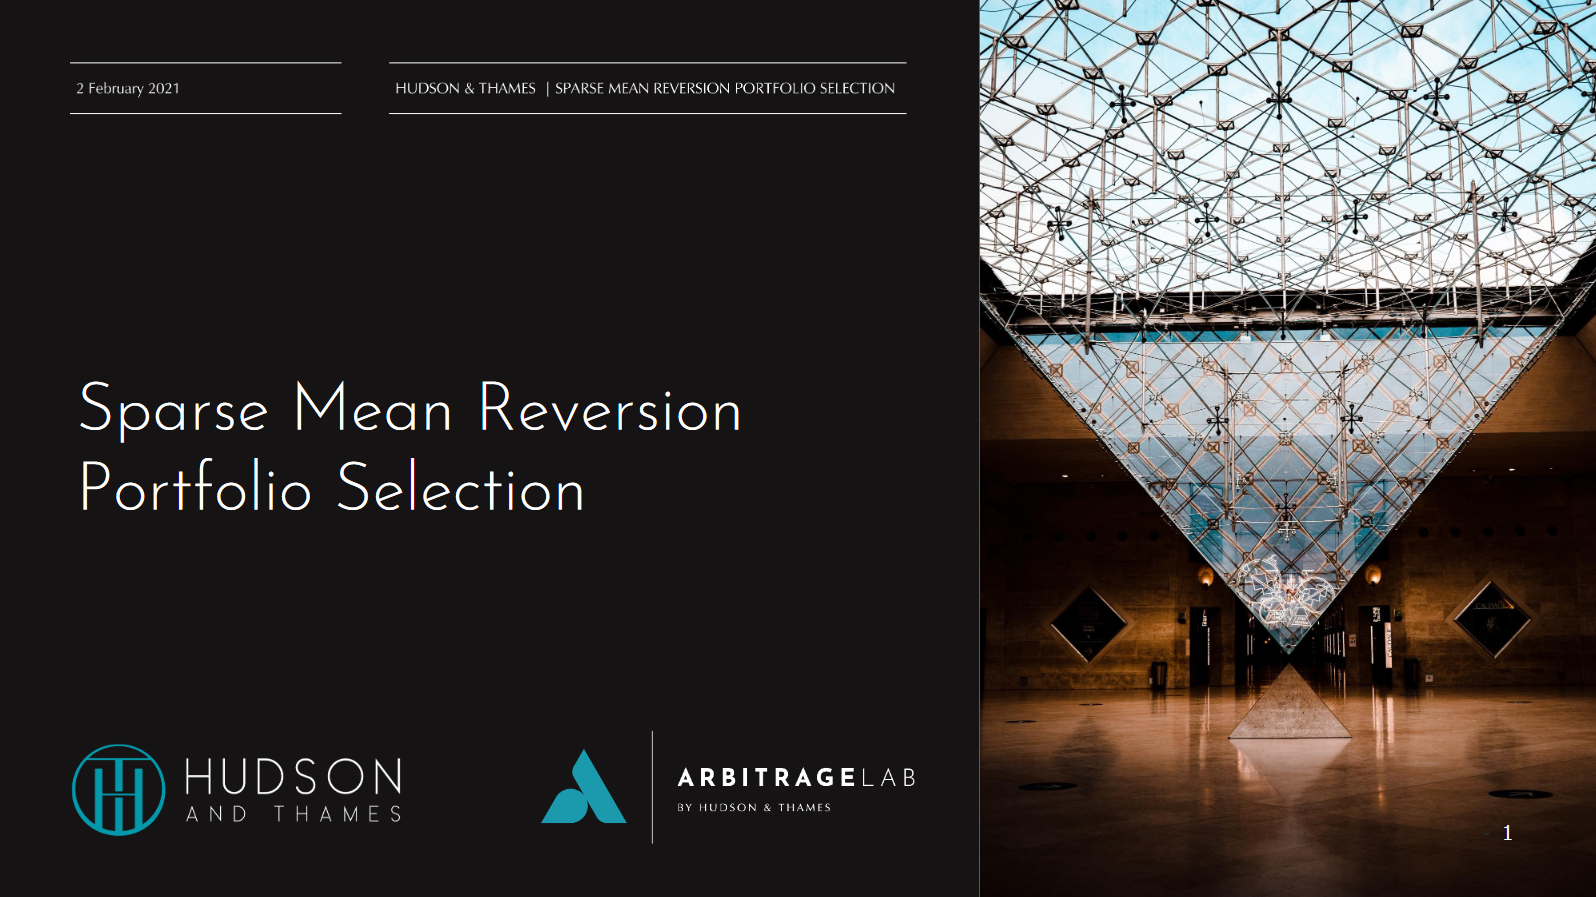 2 February 2021
HUDSON & THAMES | SPARSE MEAN REVERSION PORTFOLIO SELECTION
Sparse Mean Reversion
Portfolio Selection
HUDSON
AND THAMES
ARBITRAGELAB
BY HUDSON & THAMES
1